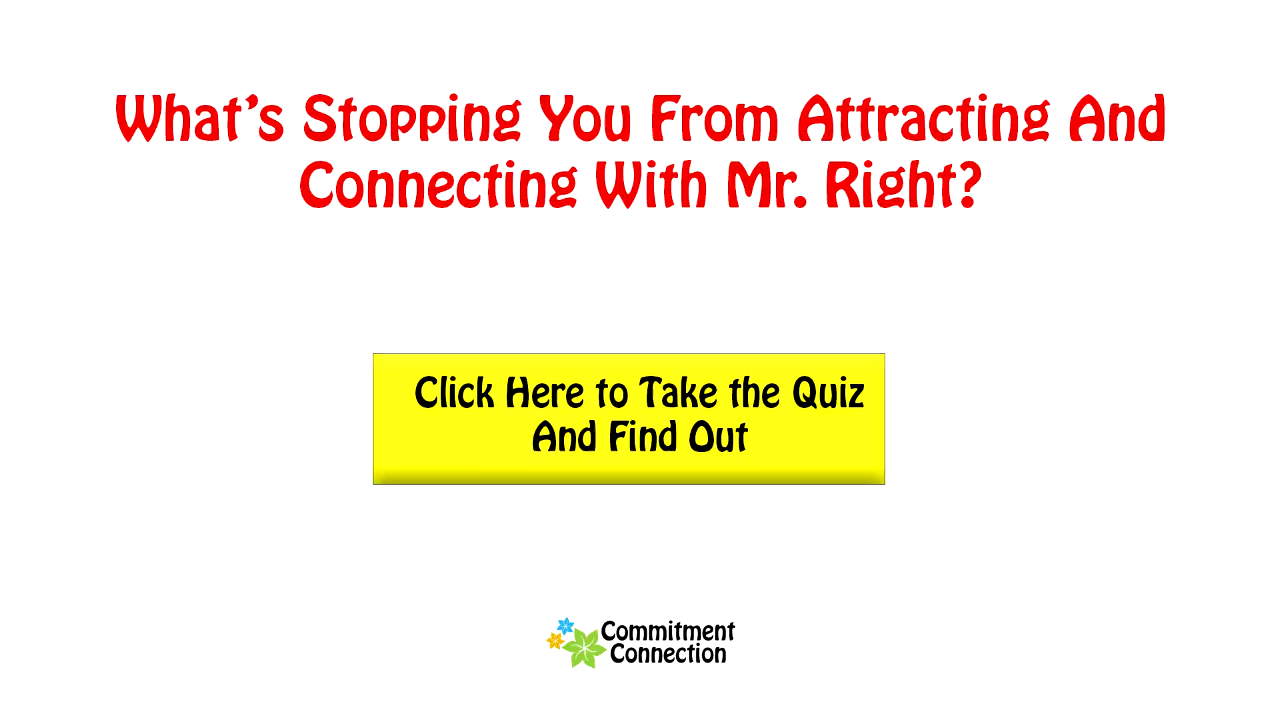 What's Stopping You From Attracting And
Connecting With Mr. Right?
Click Here to Take the Quiz
And Find Out
Commitment
Connection